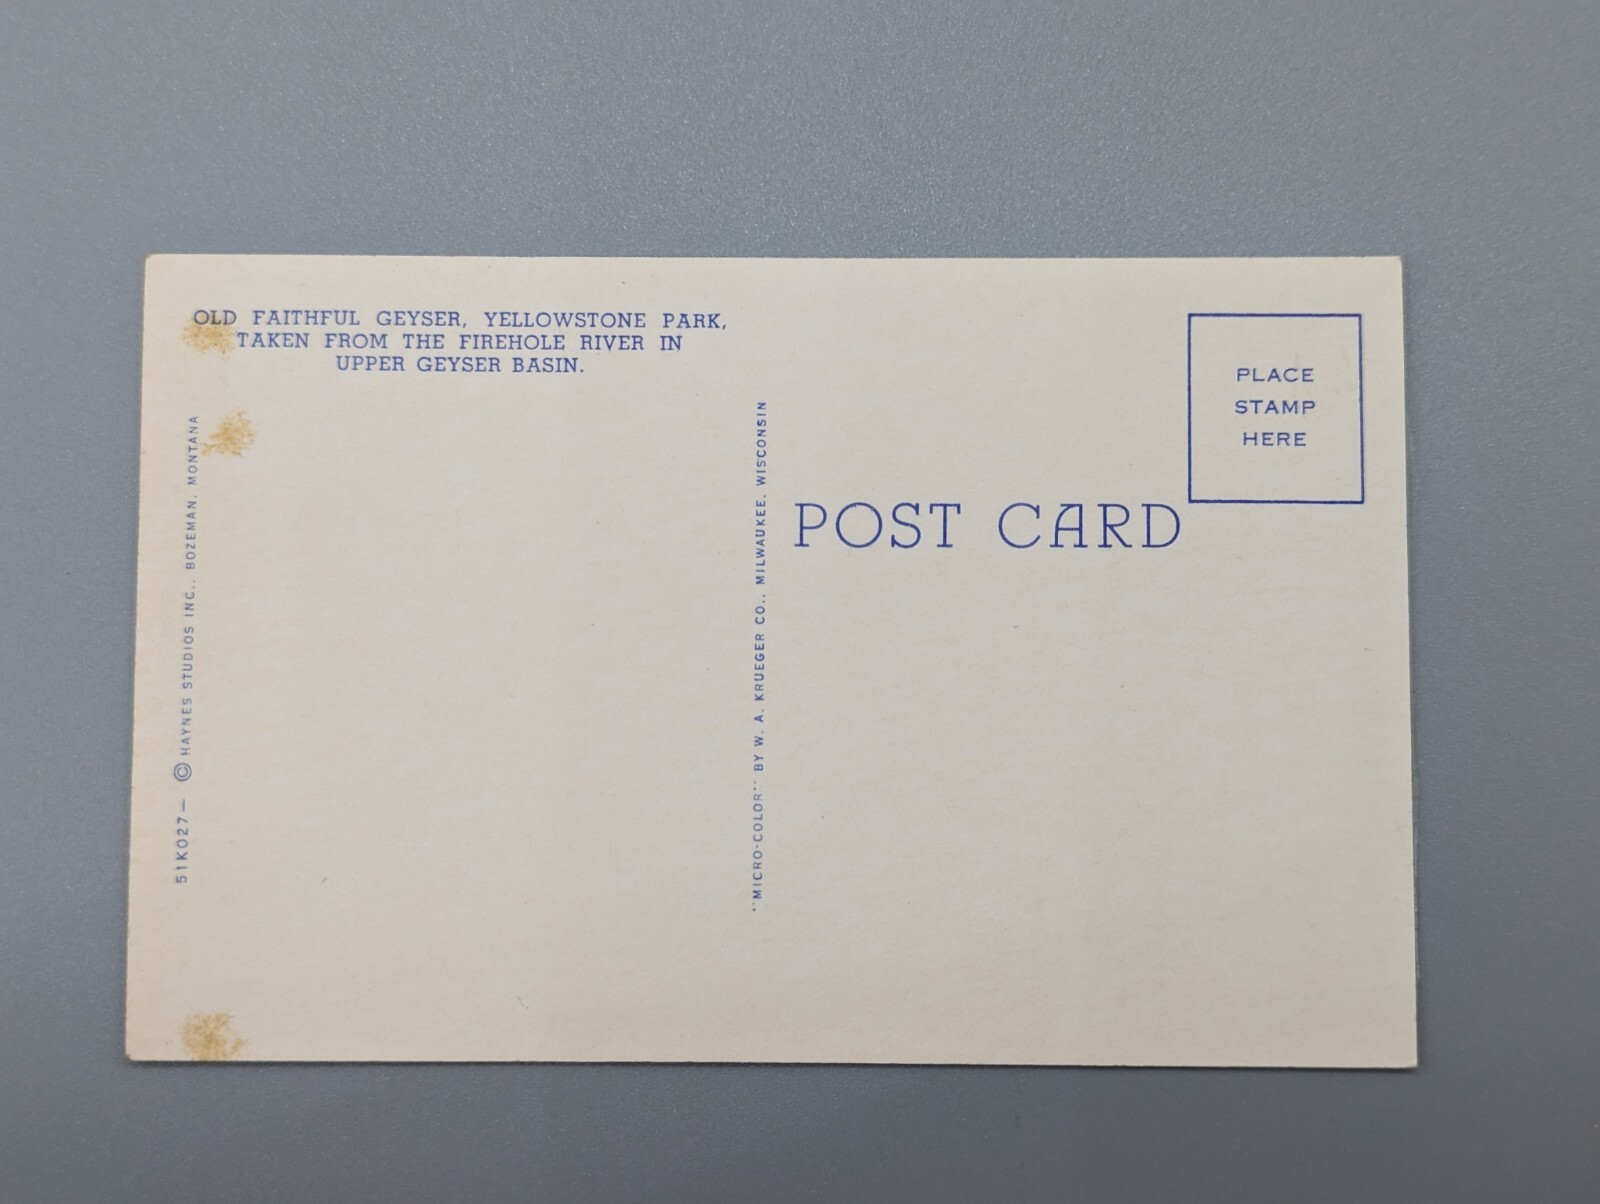 OLD FAITHFUL GEYSER, YELLOWSTONE PARK,
TAKEN FROM THE FIREHOLE RIVER IN
UPPER GEYSER BASIN.
51K027— © HAYNES STUDIOS INC., BOZEMAN, MONTANA
"MICRO-COLOR" BY W. A. KRUEGER CO., MILWAUKEE, WISCONSIN
PLACE
STAMP
HERE
POST CARD